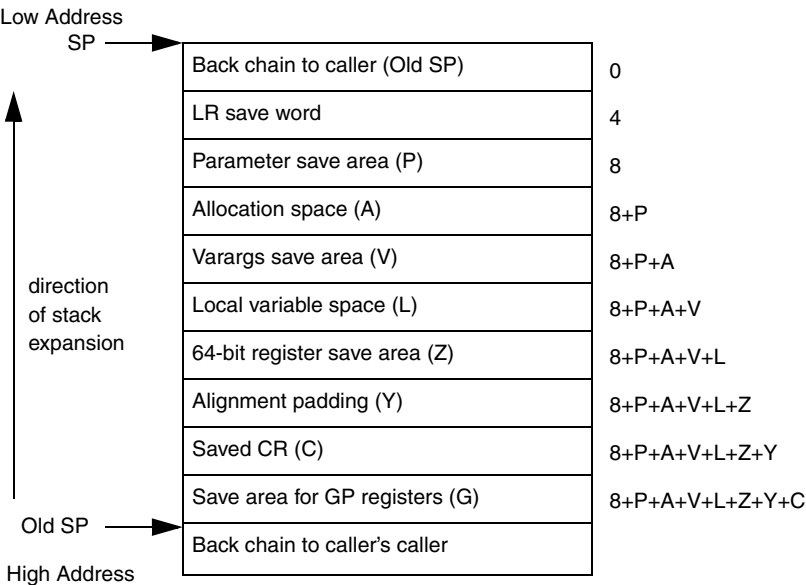 Low Address
SP
Back chain to caller (Old SP) 0
LR save word 4
Parameter save area (P) 8
Allocation space (A) 8+P
Varargs save area (V) 8+P+A
direction
of stack
expansion
Local variable space (L) 8+P+A+V
64-bit register save area (Z) 8+P+A+V+L
Alignment padding (Y) 8+P+A+V+L+Z
Saved CR (C) 8+P+A+V+L+Z+Y
Save area for GP registers (G) 8+P+A+V+L+Z+Y+C
Old SP
Back chain to caller's caller
High Address